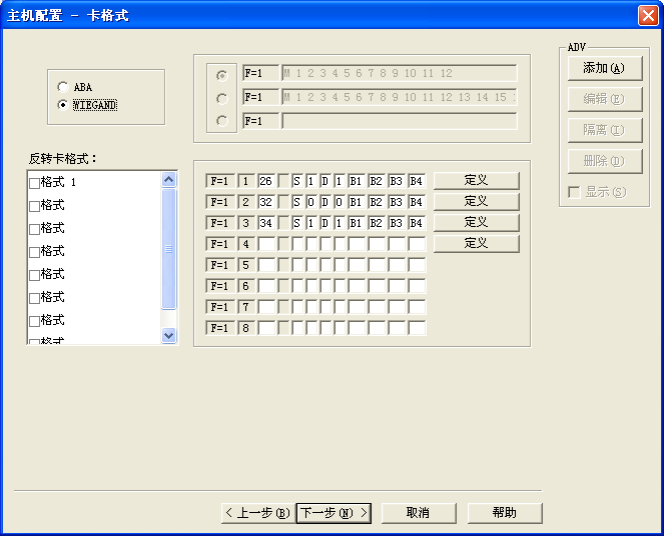 主机配置 - 卡格式
ADV
ABA
WIEGAND
F=1 M 1 2 3 4 5 6 7 8 9 10 11 12
F=1 M 1 2 3 4 5 6 7 8 9 10 11 12 13 14 15
F=1
添加(A)
编辑(E)
隔离(I)
删除(D)
显示(S)
反转卡格式：
格式 1
格式
格式
格式
格式
格式
格式
格式
F=1 1 26 S 1 D 1 B1 B2 B3 B4 定义
F=1 2 32 S 0 D 0 B1 B2 B3 B4 定义
F=1 3 34 S 1 D 1 B1 B2 B3 B4 定义
F=1 4 定义
F=1 5
F=1 6
F=1 7
F=1 8
< 上一步(B) 下一步(N) > 取消 帮助